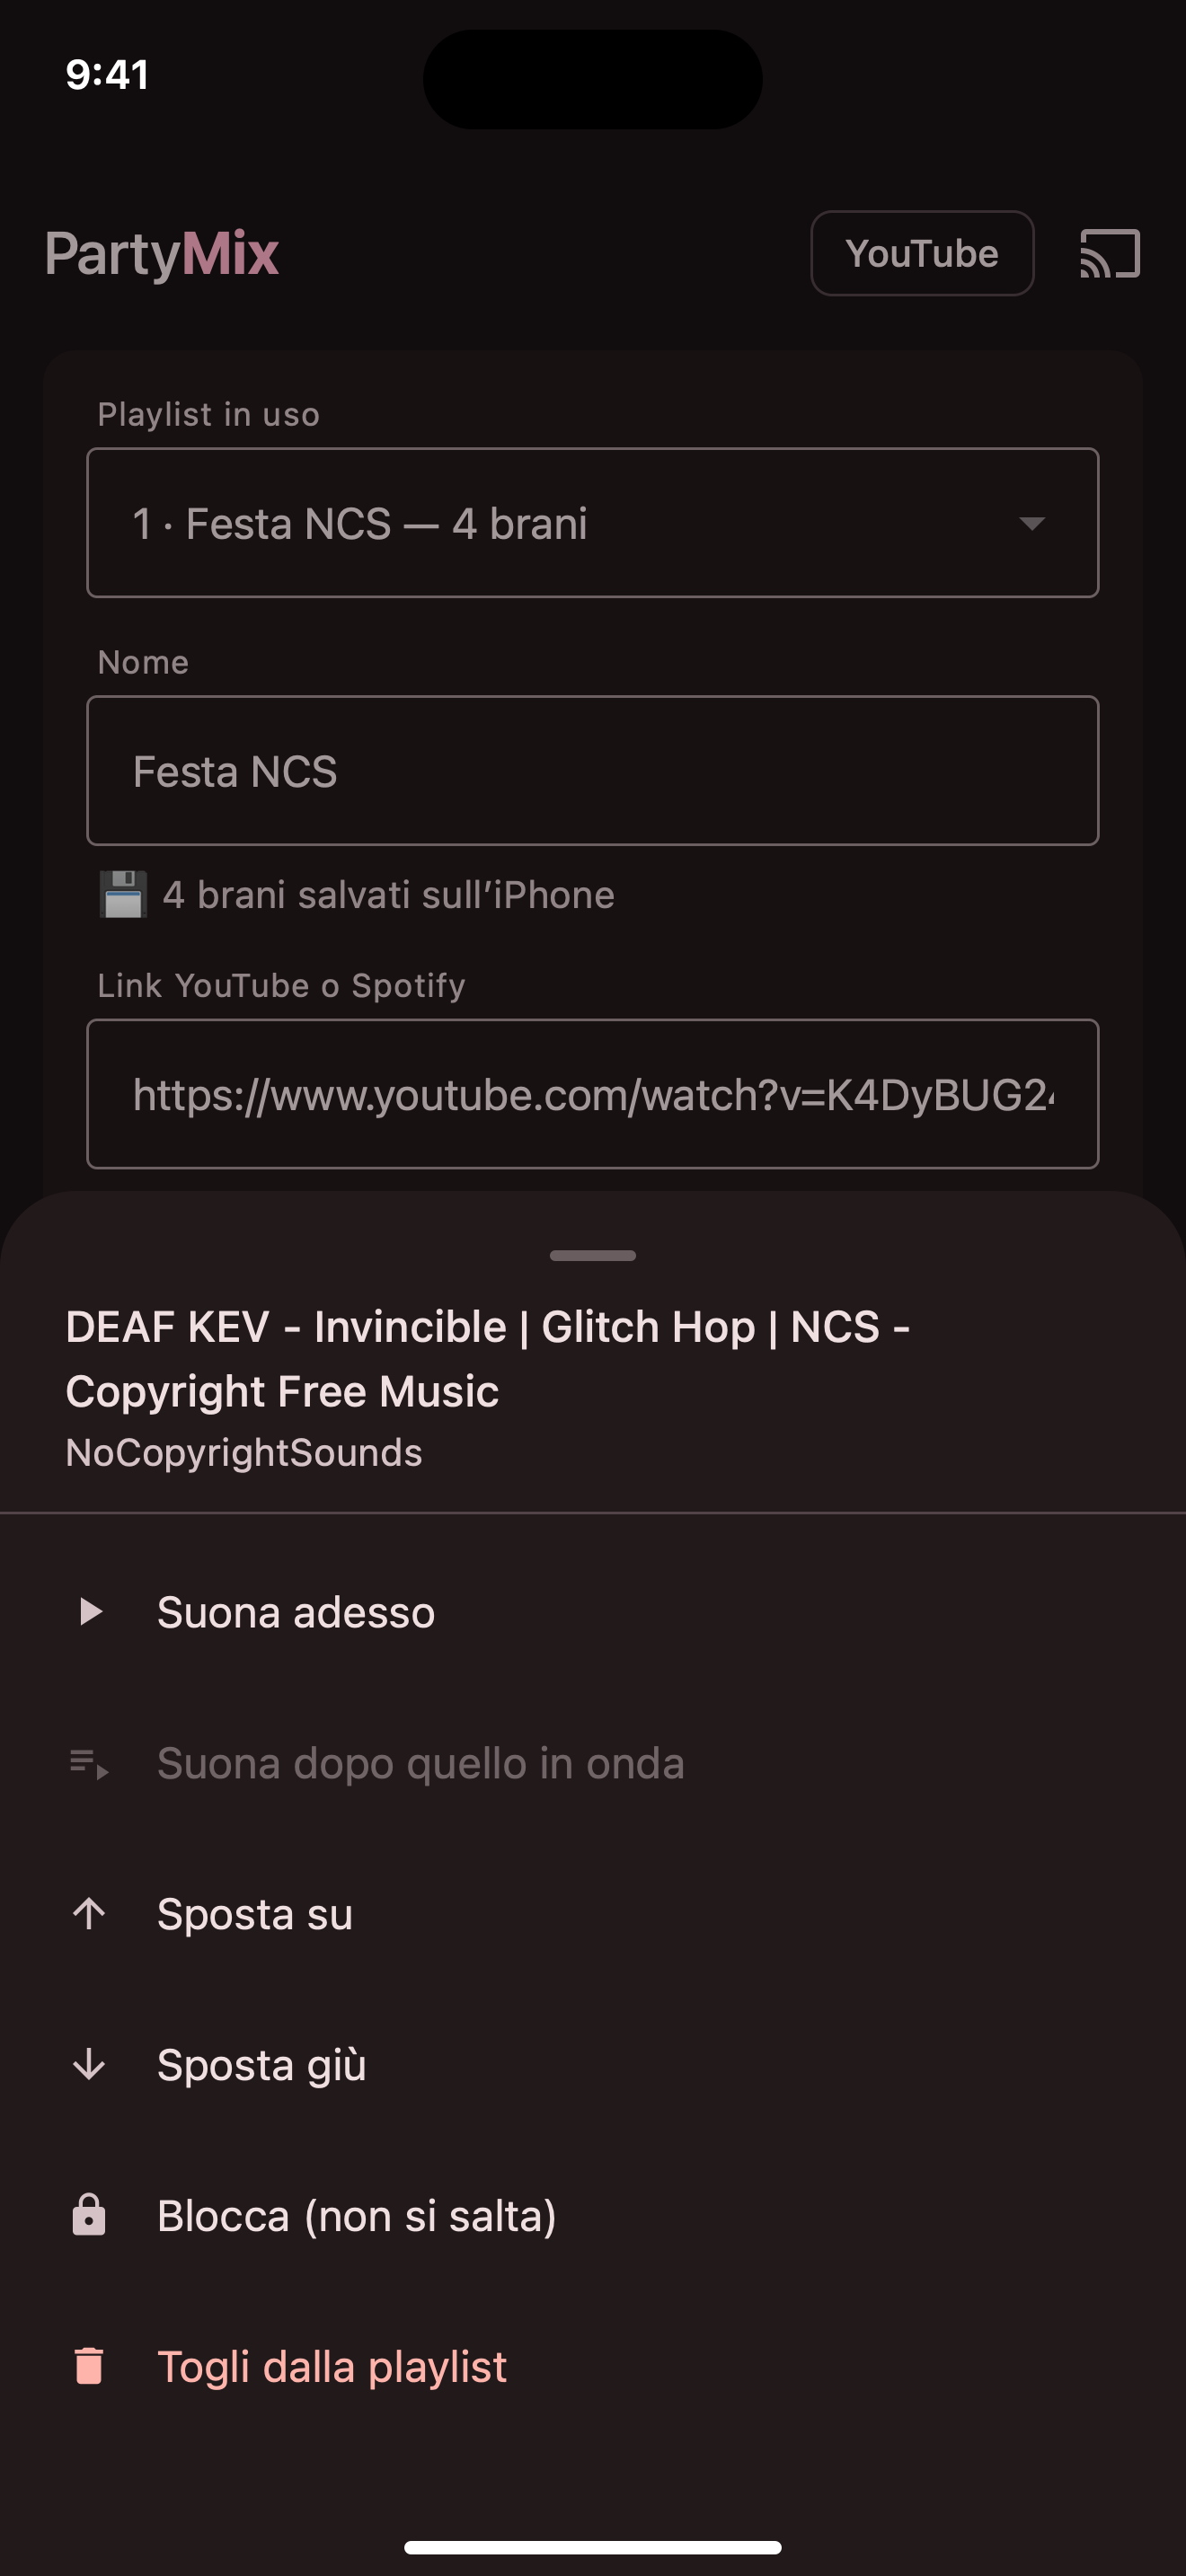 9:41
PartyMix
YouTube
Playlist in uso
1 · Festa NCS — 4 brani
Nome
Festa NCS
4 brani salvati sull’iPhone
Link YouTube o Spotify
https://www.youtube.com/watch?v=K4DyBUG2
DEAF KEV - Invincible | Glitch Hop | NCS -
Copyright Free Music
NoCopyrightSounds
Suona adesso
Suona dopo quello in onda
Sposta su
Sposta giù
Blocca (non si salta)
Togli dalla playlist